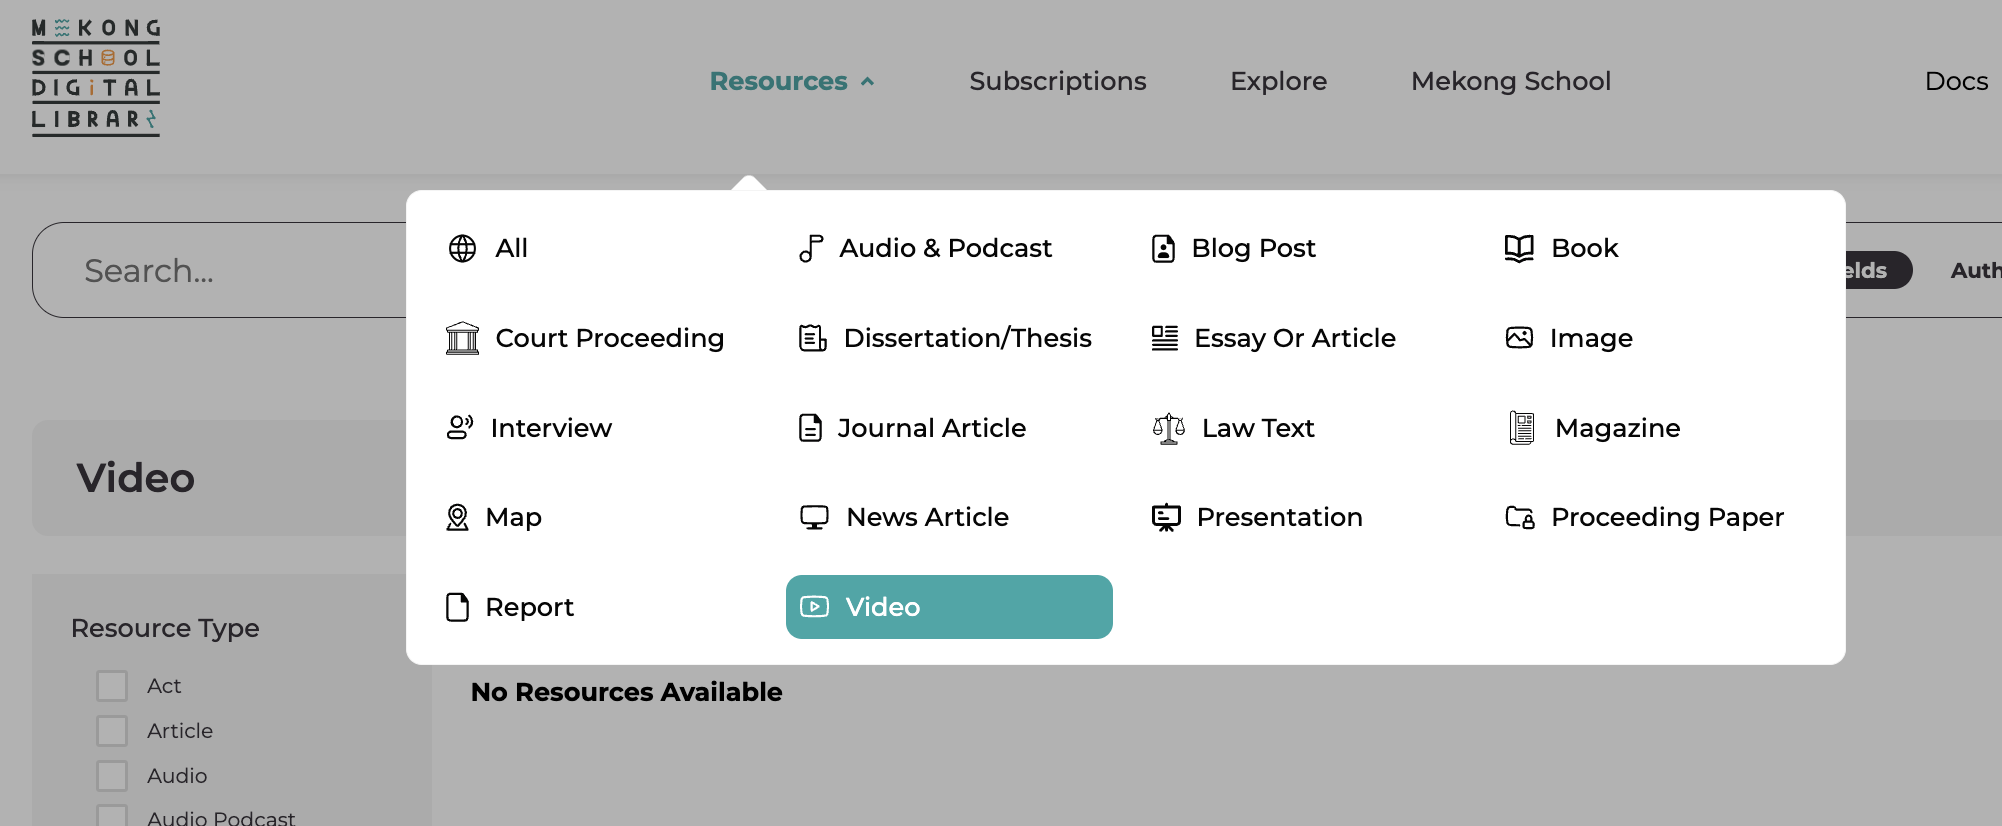 MEKONG
SCHOOL
DIGITAL
LIBRARY
Resources
Subscriptions
Explore
Mekong School
Docs
Search...
All
Audio & Podcast
Blog Post
Book
Court Proceeding
Dissertation/Thesis
Essay Or Article
Image
Interview
Journal Article
Law Text
Magazine
Map
News Article
Presentation
Proceeding Paper
Report
Video
Video
Resource Type
Act
Article
Audio
Audio Podcast
No Resources Available